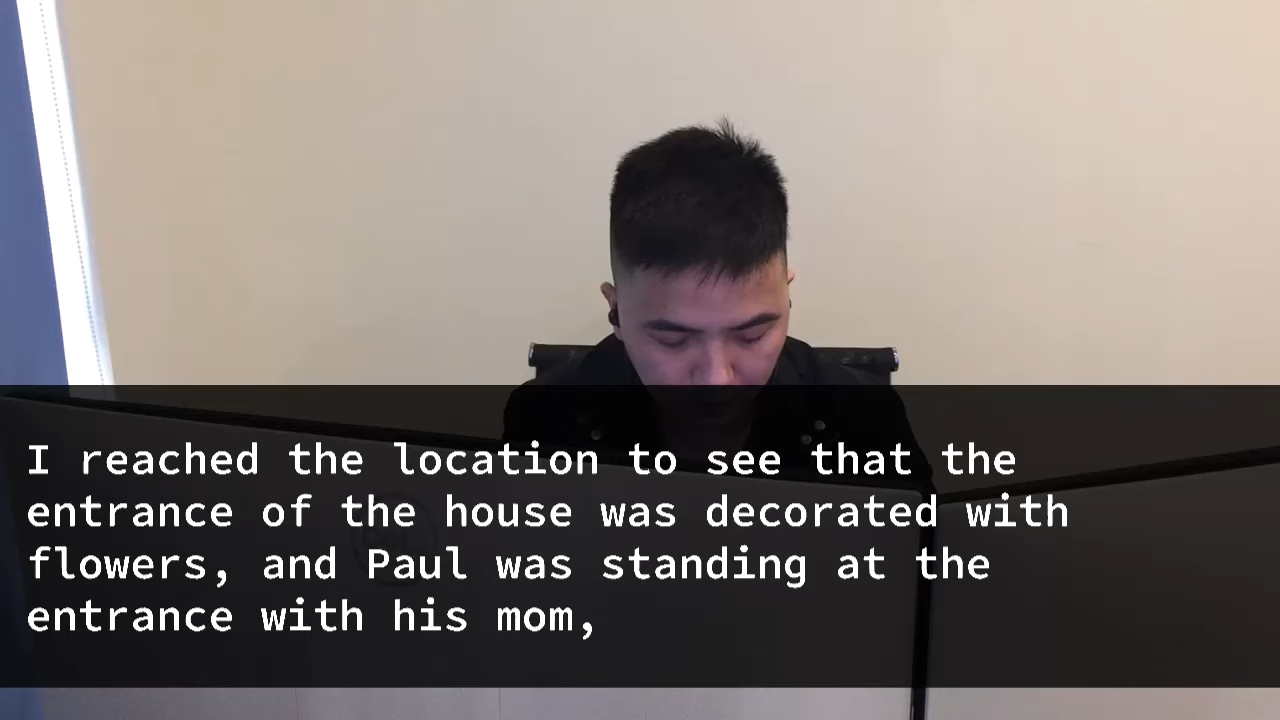 I reached the location to see that the
entrance of the house was decorated with
flowers, and Paul was standing at the
entrance with his mom,